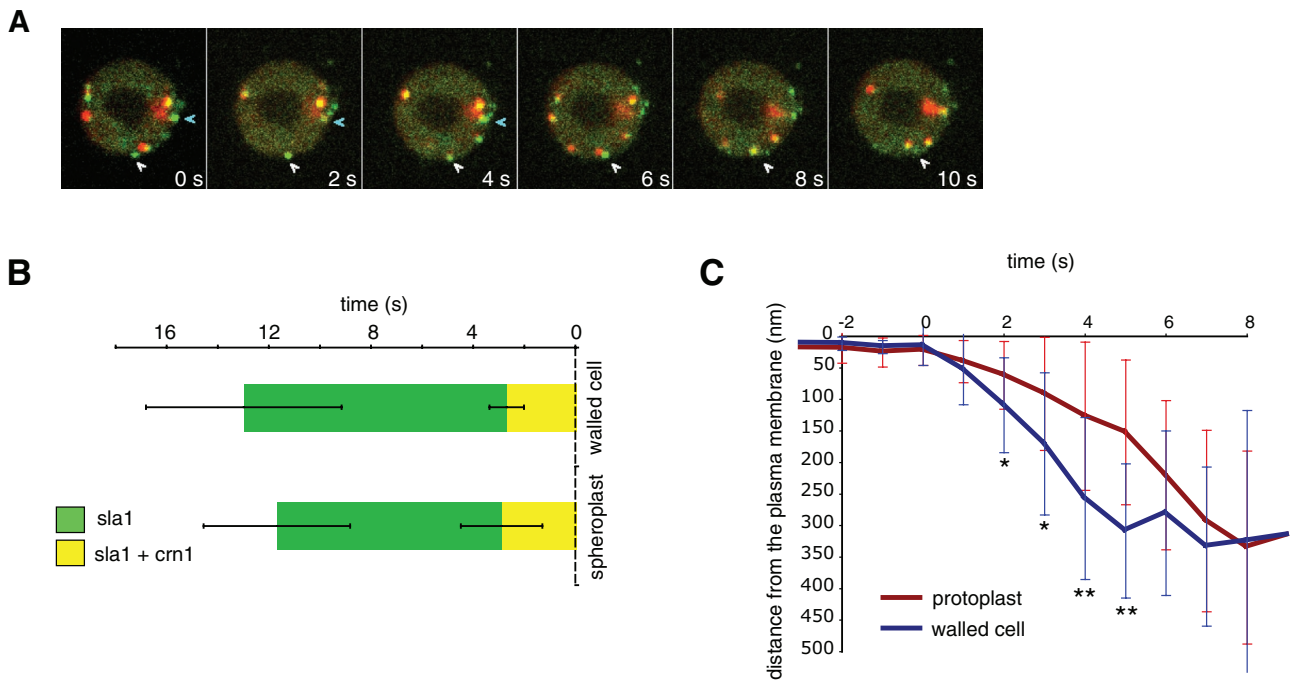 A
0 s 2 s 4 s 6 s 8 s 10 s
B
time (s)
16 12 8 4 0
walled cell
spheroplast
sla1
sla1 + crn1
C
time (s)
-2 0 2 4 6 8
distance from the plasma membrane (nm)
0
50
100
150
200
250
300
350
400
450
500
*
*
**
**
protoplast
walled cell